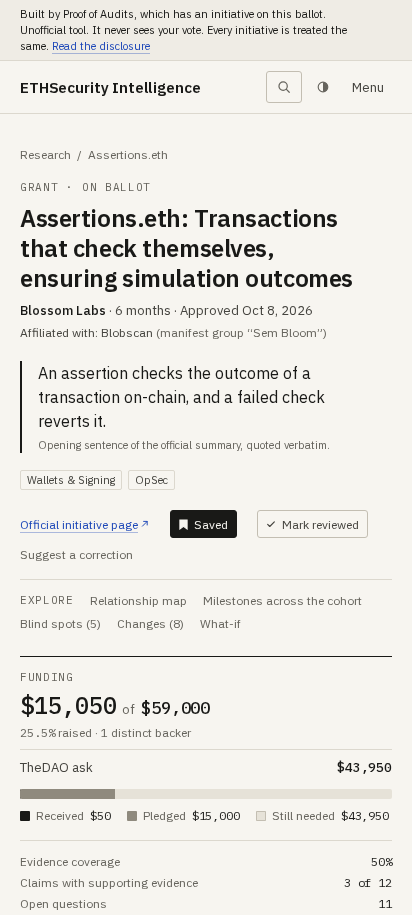 Built by Proof of Audits, which has an initiative on this ballot.
Unofficial tool. It never sees your vote. Every initiative is treated the
same. Read the disclosure
ETHSecurity Intelligence
Menu
Research / Assertions.eth
GRANT · ON BALLOT
Assertions.eth: Transactions
that check themselves,
ensuring simulation outcomes
Blossom Labs · 6 months · Approved Oct 8, 2026
Affiliated with: Blobscan (manifest group “Sem Bloom”)
An assertion checks the outcome of a
transaction on-chain, and a failed check
reverts it.
Opening sentence of the official summary, quoted verbatim.
Wallets & Signing OpSec
Official initiative page ↗ Saved Mark reviewed
Suggest a correction
EXPLORE Relationship map Milestones across the cohort
Blind spots (5) Changes (8) What-if
FUNDING
$15,050 of $59,000
25.5% raised · 1 distinct backer
TheDAO ask $43,950
Received $50 Pledged $15,000 Still needed $43,950
Evidence coverage 50%
Claims with supporting evidence 3 of 12
Open questions 11